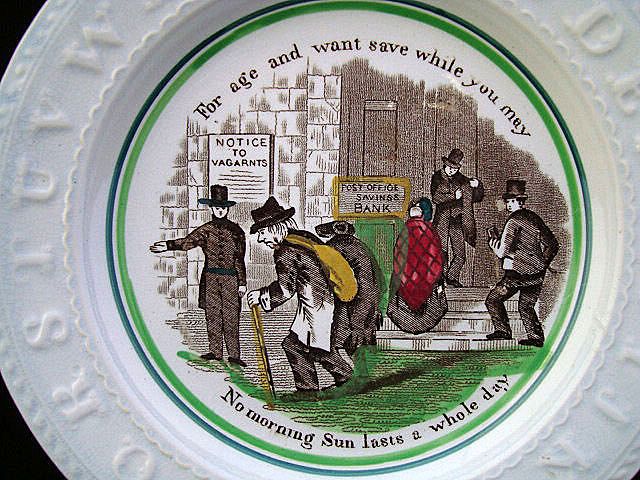 For age and want save while you may
NOTICE
TO
VAGARNTS
POST OFFICE
SAVINGS
BANK
No morning Sun lasts a whole day
R S T U V W
D